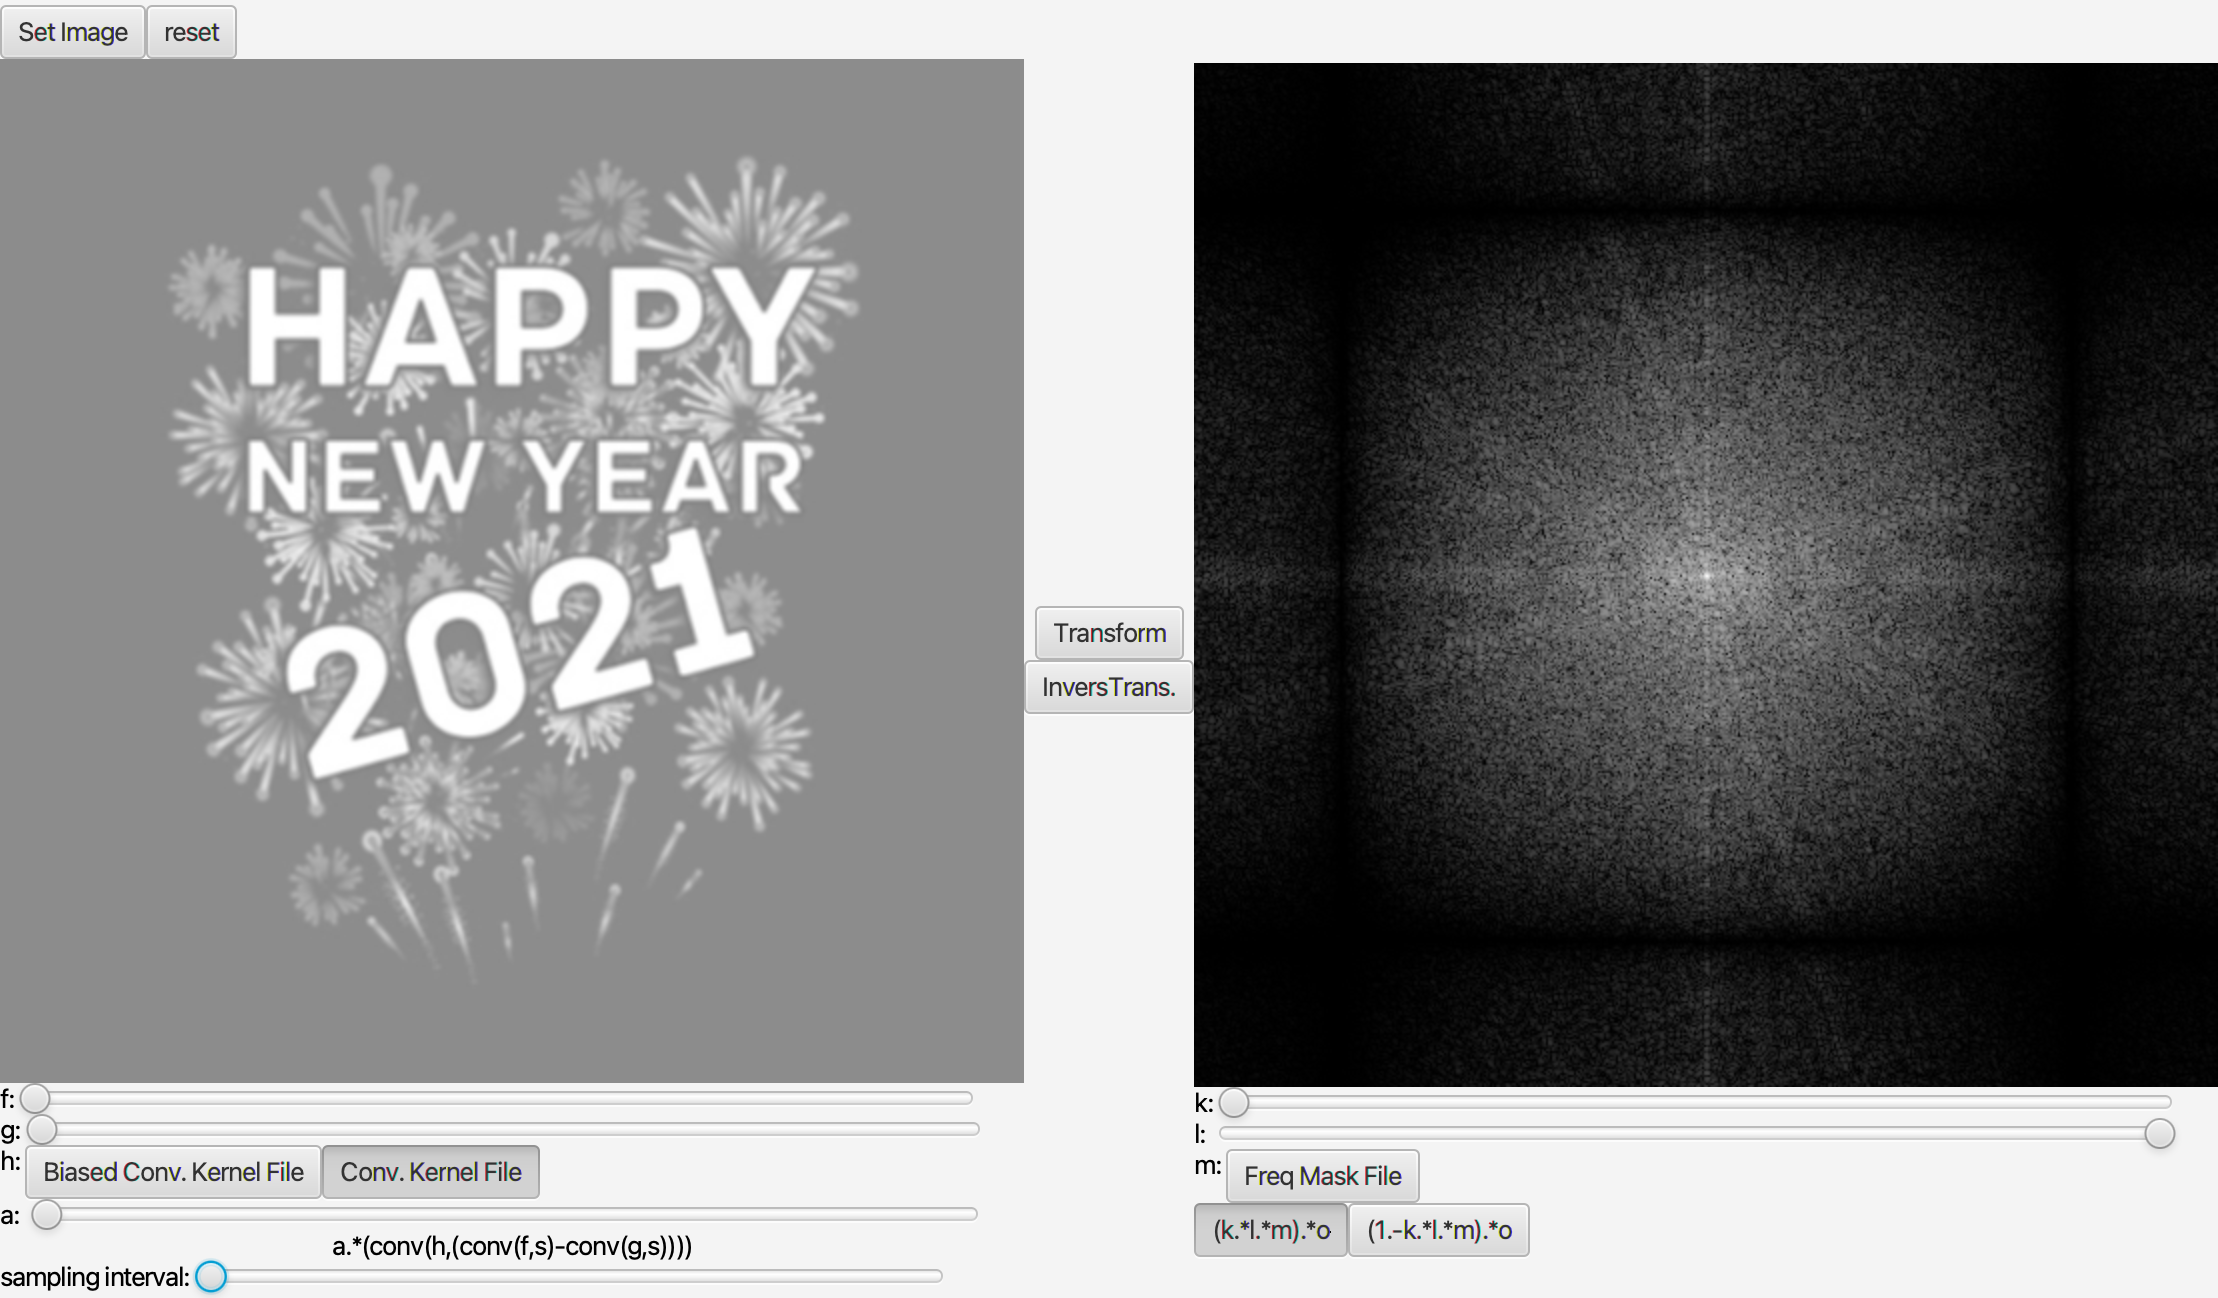 Set Image reset
HAPPY
NEW YEAR
2021
Transform
InversTrans.
f:
g:
h: Biased Conv. Kernel File Conv. Kernel File
a:
a.*(conv(h,(conv(f,s)-conv(g,s))))
sampling interval:
k:
l:
m: Freq Mask File
(k.*l.*m).*o (1.-k.*l.*m).*o